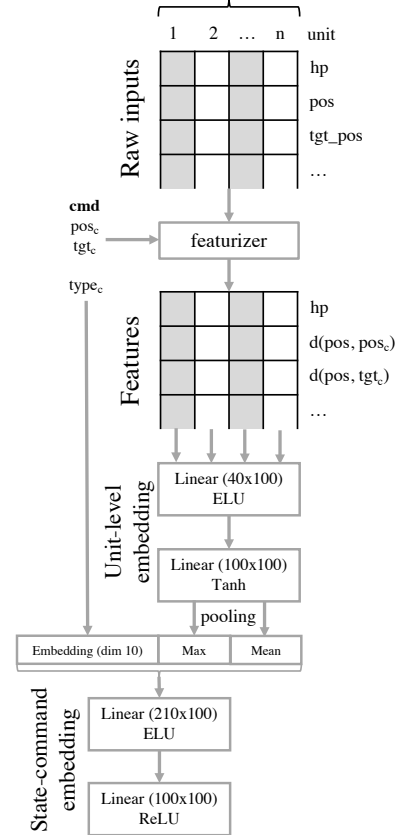 1 2 … n unit
hp
pos
tgt_pos
…
Raw inputs
cmd
pos_c
tgt_c
featurizer
type_c
hp
d(pos, pos_c)
d(pos, tgt_c)
…
Features
Linear (40x100)
ELU
Unit-level
embedding
Linear (100x100)
Tanh
pooling
Embedding (dim 10) Max Mean
Linear (210x100)
ELU
State-command
embedding
Linear (100x100)
ReLU